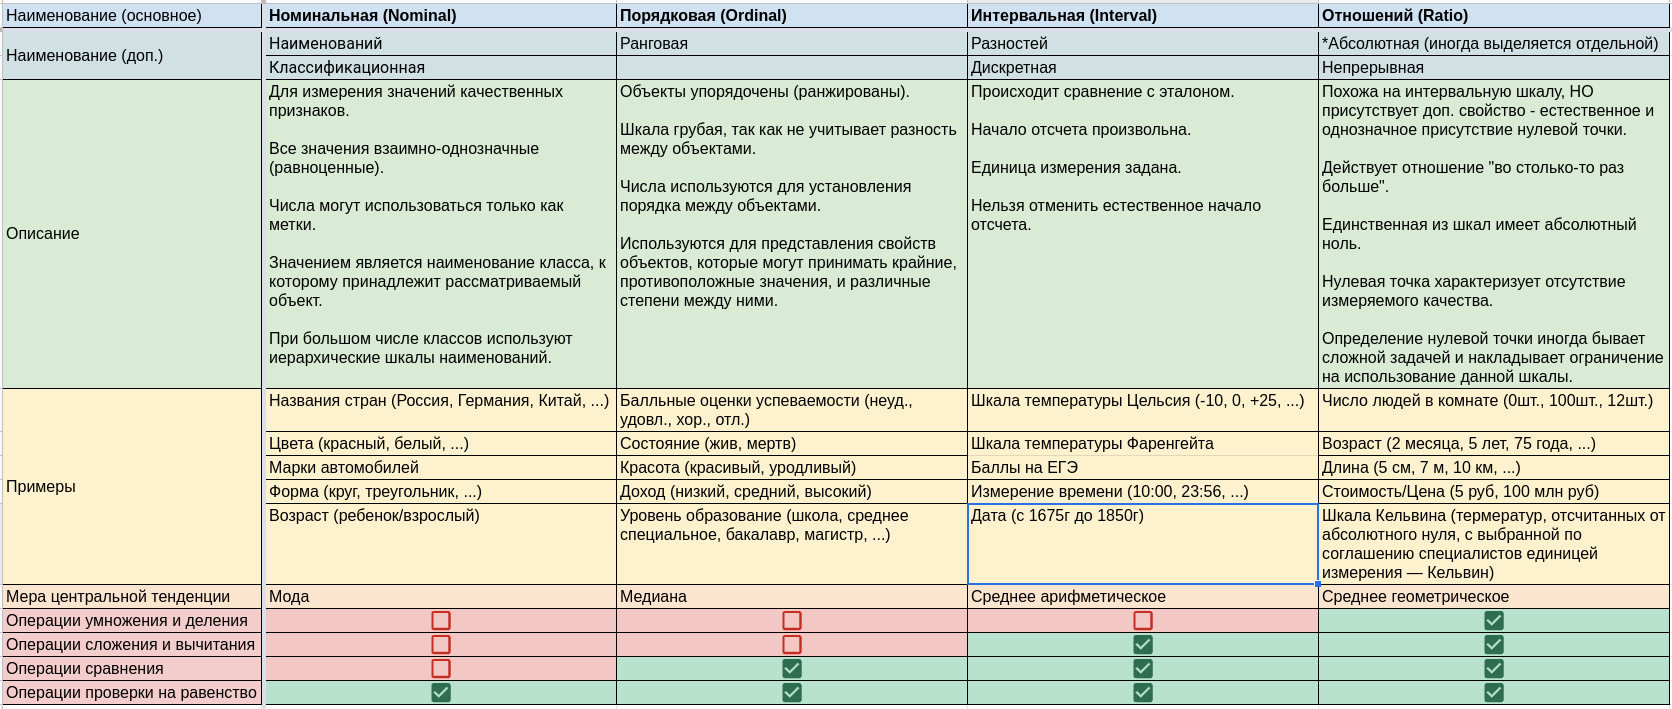 Наименование (основное)
Номинальная (Nominal)
Порядковая (Ordinal)
Интервальная (Interval)
Отношений (Ratio)
Наименование (доп.)
Наименований
Ранговая
Разностей
*Абсолютная (иногда выделяется отдельной)
Классификационная
Дискретная
Непрерывная
Описание
Для измерения значений качественных
признаков.
Все значения взаимно-однозначные
(равноценные).
Числа могут использоваться только как
метки.
Значением является наименование класса, к
которому принадлежит рассматриваемый
объект.
При большом числе классов используют
иерархические шкалы наименований.
Объекты упорядочены (ранжированы).
Шкала грубая, так как не учитывает разность
между объектами.
Числа используются для установления
порядка между объектами.
Используются для представления свойств
объектов, которые могут принимать крайние,
противоположные значения, и различные
степени между ними.
Происходит сравнение с эталоном.
Начало отсчета произвольна.
Единица измерения задана.
Нельзя отменить естественное начало
отсчета.
Похожа на интервальную шкалу, НО
присутствует доп. свойство - естественное и
однозначное присутствие нулевой точки.
Действует отношение "во столько-то раз
больше".
Единственная из шкал имеет абсолютный
ноль.
Нулевая точка характеризует отсутствие
измеряемого качества.
Определение нулевой точки иногда бывает
сложной задачей и накладывает ограничение
на использование данной шкалы.
Примеры
Названия стран (Россия, Германия, Китай, ...)
Балльные оценки успеваемости (неуд.,
удовл., хор., отл.)
Шкала температуры Цельсия (-10, 0, +25, ...)
Число людей в комнате (0шт., 100шт., 12шт.)
Цвета (красный, белый, ...)
Состояние (жив, мертв)
Шкала температуры Фаренгейта
Возраст (2 месяца, 5 лет, 75 года, ...)
Марки автомобилей
Красота (красивый, уродливый)
Баллы на ЕГЭ
Длина (5 см, 7 м, 10 км, ...)
Форма (круг, треугольник, ...)
Доход (низкий, средний, высокий)
Измерение времени (10:00, 23:56, ...)
Стоимость/Цена (5 руб, 100 млн руб)
Возраст (ребенок/взрослый)
Уровень образование (школа, среднее
специальное, бакалавр, магистр, ...)
Дата (с 1675г до 1850г)
Шкала Кельвина (термератур, отсчитанных от
абсолютного нуля, с выбранной по
соглашению специалистов единицей
измерения — Кельвин)
Мера центральной тенденции
Мода
Медиана
Среднее арифметическое
Среднее геометрическое
Операции умножения и деления
Операции сложения и вычитания
Операции сравнения
Операции проверки на равенство